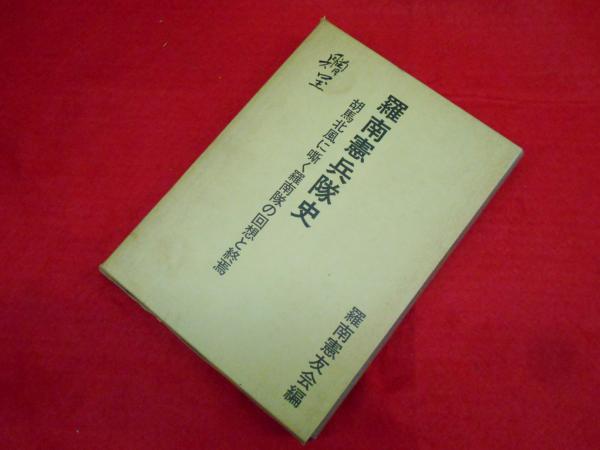 贈呈
羅南憲兵隊史
胡馬北風に嘶く羅南隊の回想と終焉
羅南憲友会編